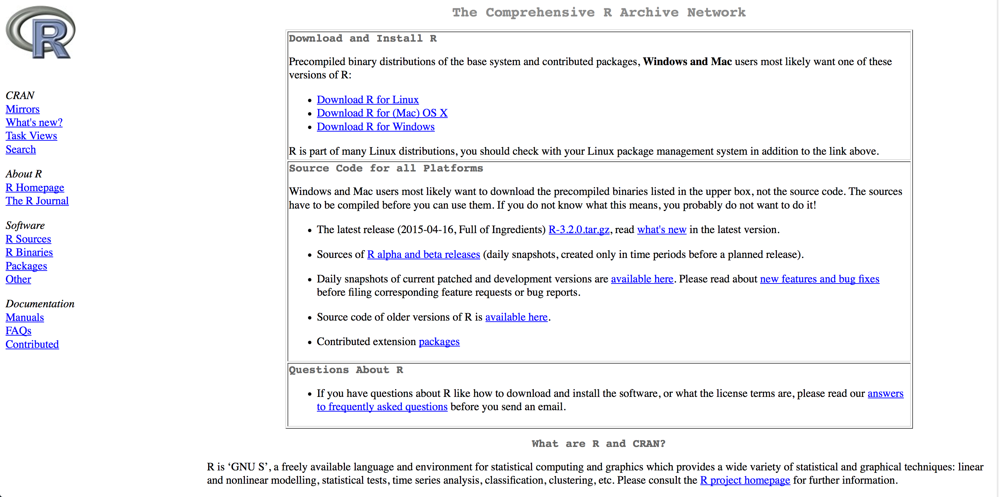 R
CRAN
Mirrors
What's new?
Task Views
Search
About R
R Homepage
The R Journal
Software
R Sources
R Binaries
Packages
Other
Documentation
Manuals
FAQs
Contributed
The Comprehensive R Archive Network
Download and Install R
Precompiled binary distributions of the base system and contributed packages, Windows and Mac users most likely want one of these
versions of R:
• Download R for Linux
• Download R for (Mac) OS X
• Download R for Windows
R is part of many Linux distributions, you should check with your Linux package management system in addition to the link above.
Source Code for all Platforms
Windows and Mac users most likely want to download the precompiled binaries listed in the upper box, not the source code. The sources
have to be compiled before you can use them. If you do not know what this means, you probably do not want to do it!
• The latest release (2015-04-16, Full of Ingredients) R-3.2.0.tar.gz, read what's new in the latest version.
• Sources of R alpha and beta releases (daily snapshots, created only in time periods before a planned release).
• Daily snapshots of current patched and development versions are available here. Please read about new features and bug fixes
before filing corresponding feature requests or bug reports.
• Source code of older versions of R is available here.
• Contributed extension packages
Questions About R
• If you have questions about R like how to download and install the software, or what the license terms are, please read our answers
to frequently asked questions before you send an email.
What are R and CRAN?
R is ‘GNU S’, a freely available language and environment for statistical computing and graphics which provides a wide variety of statistical and graphical techniques: linear
and nonlinear modelling, statistical tests, time series analysis, classification, clustering, etc. Please consult the R project homepage for further information.